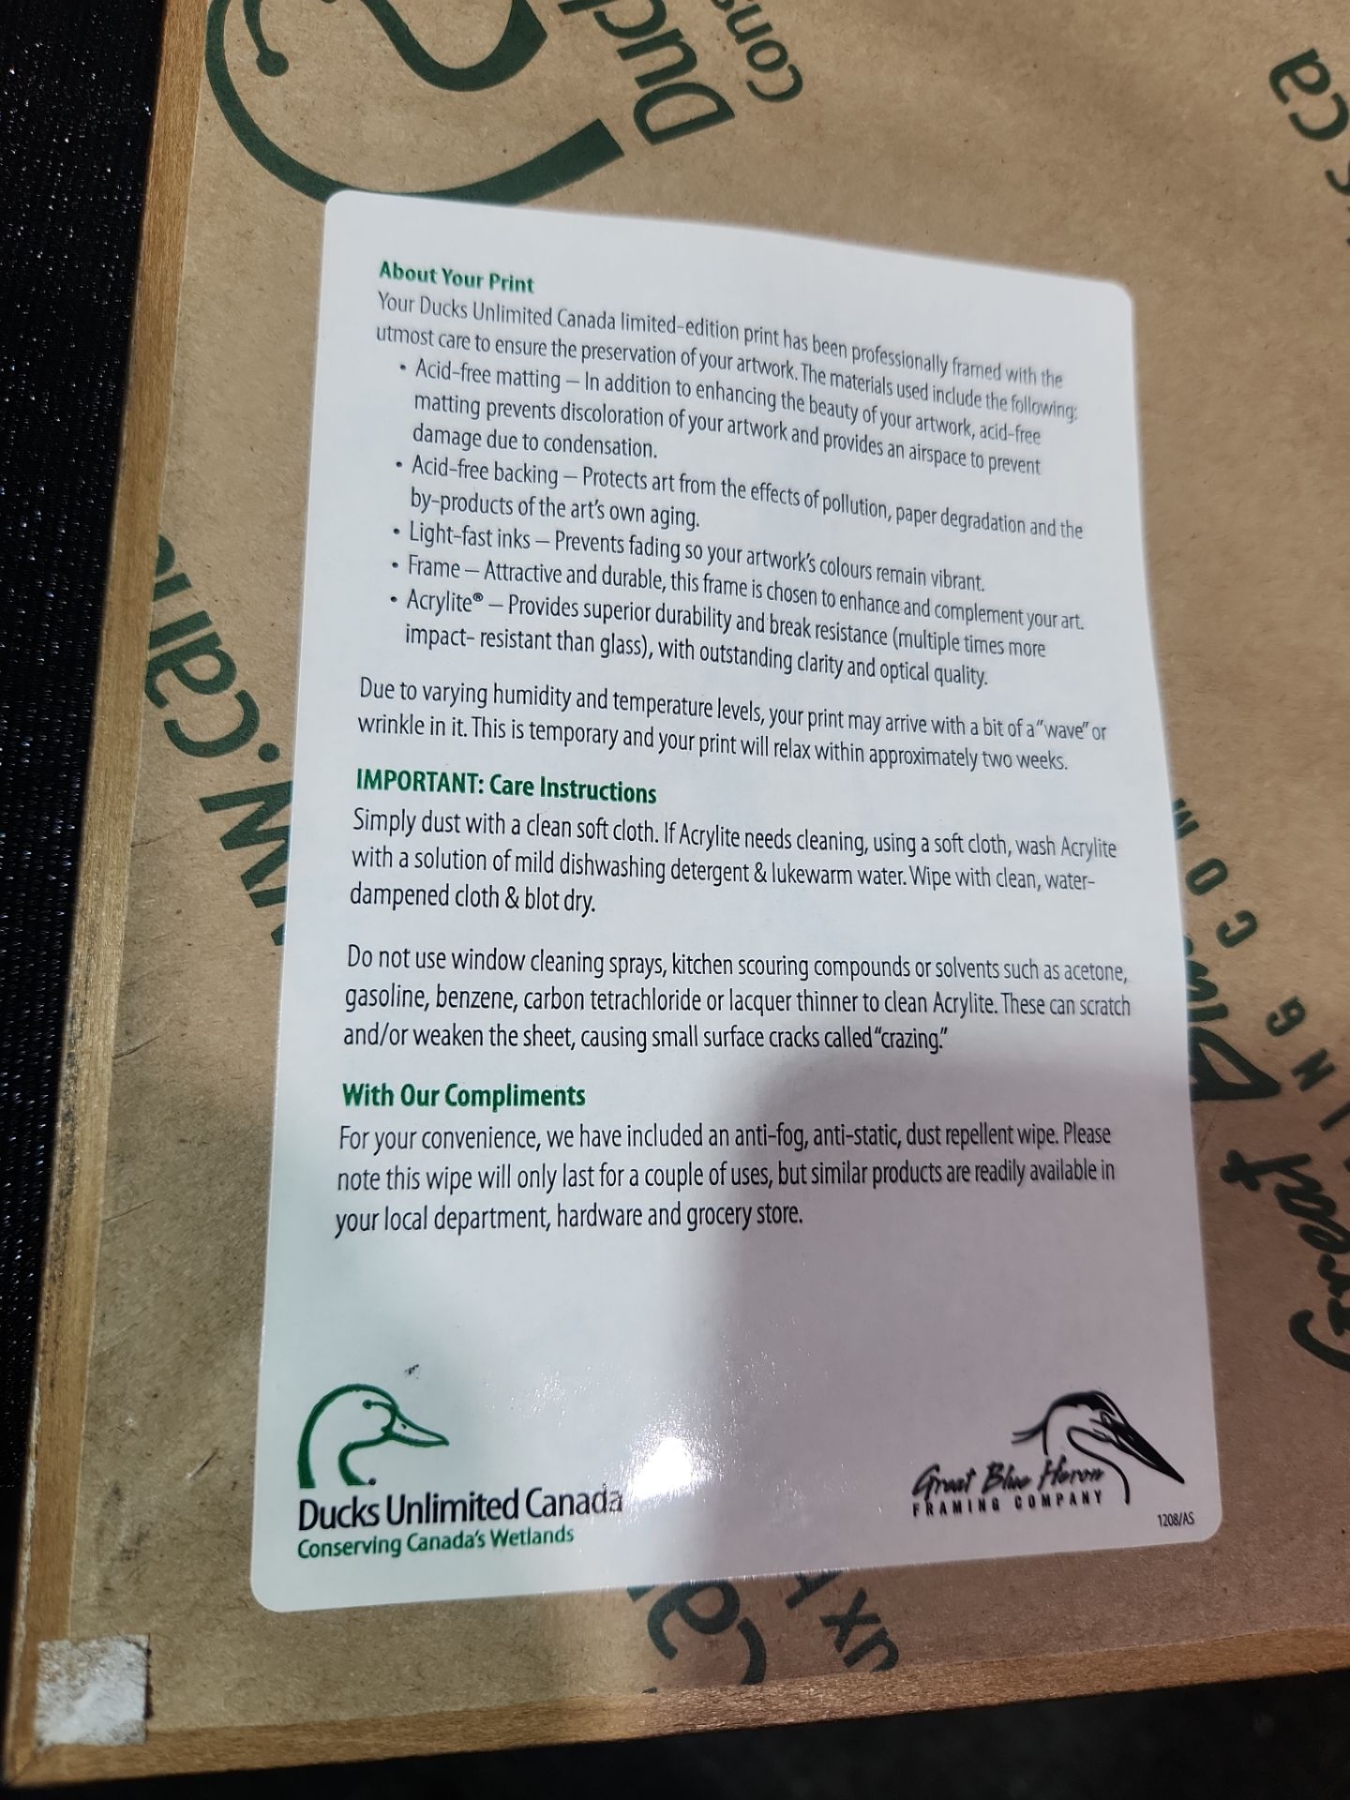 Duc
Cons
ca
About Your Print
Your Ducks Unlimited Canada limited-edition print has been professionally framed with the
utmost care to ensure the preservation of your artwork. The materials used include the following:
• Acid-free matting – In addition to enhancing the beauty of your artwork, acid-free
matting prevents discoloration of your artwork and provides an airspace to prevent
damage due to condensation.
• Acid-free backing – Protects art from the effects of pollution, paper degradation and the
by-products of the art's own aging.
• Light-fast inks – Prevents fading so your artwork's colours remain vibrant.
• Frame – Attractive and durable, this frame is chosen to enhance and complement your art.
• Acrylite® – Provides superior durability and break resistance (multiple times more
impact- resistant than glass), with outstanding clarity and optical quality.
Due to varying humidity and temperature levels, your print may arrive with a bit of a "wave" or
wrinkle in it. This is temporary and your print will relax within approximately two weeks.
IMPORTANT: Care Instructions
Simply dust with a clean soft cloth. If Acrylite needs cleaning, using a soft cloth, wash Acrylite
with a solution of mild dishwashing detergent & lukewarm water. Wipe with clean, water-
dampened cloth & blot dry.
Do not use window cleaning sprays, kitchen scouring compounds or solvents such as acetone,
gasoline, benzene, carbon tetrachloride or lacquer thinner to clean Acrylite. These can scratch
and/or weaken the sheet, causing small surface cracks called "crazing."
With Our Compliments
For your convenience, we have included an anti-fog, anti-static, dust repellent wipe. Please
note this wipe will only last for a couple of uses, but similar products are readily available in
your local department, hardware and grocery store.
Ducks Unlimited Canada
Conserving Canada's Wetlands
Great Blue Heron
FRAMING COMPANY
1208/AS